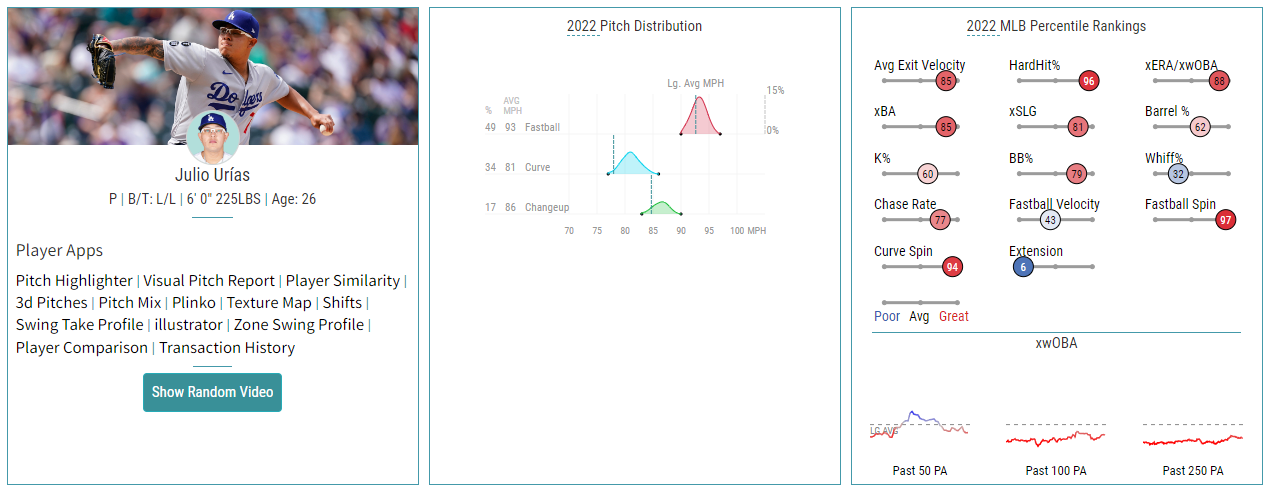 Dodgers
Julio Urías
P | B/T: L/L | 6' 0" 225LBS | Age: 26
Player Apps
Pitch Highlighter | Visual Pitch Report | Player Similarity |
3d Pitches | Pitch Mix | Plinko | Texture Map | Shifts |
Swing Take Profile | illustrator | Zone Swing Profile |
Player Comparison | Transaction History
Show Random Video
2022 Pitch Distribution
Lg. Avg MPH
15%
0%
% AVG MPH
49 93 Fastball
34 81 Curve
17 86 Changeup
70 75 80 85 90 95 100 MPH
2022 MLB Percentile Rankings
Avg Exit Velocity HardHit% xERA/xwOBA
85 96 88
xBA xSLG Barrel %
85 81 62
K% BB% Whiff%
60 79 32
Chase Rate Fastball Velocity Fastball Spin
77 43 97
Curve Spin Extension
94 6
Poor Avg Great
xwOBA
LG AVG
Past 50 PA Past 100 PA Past 250 PA